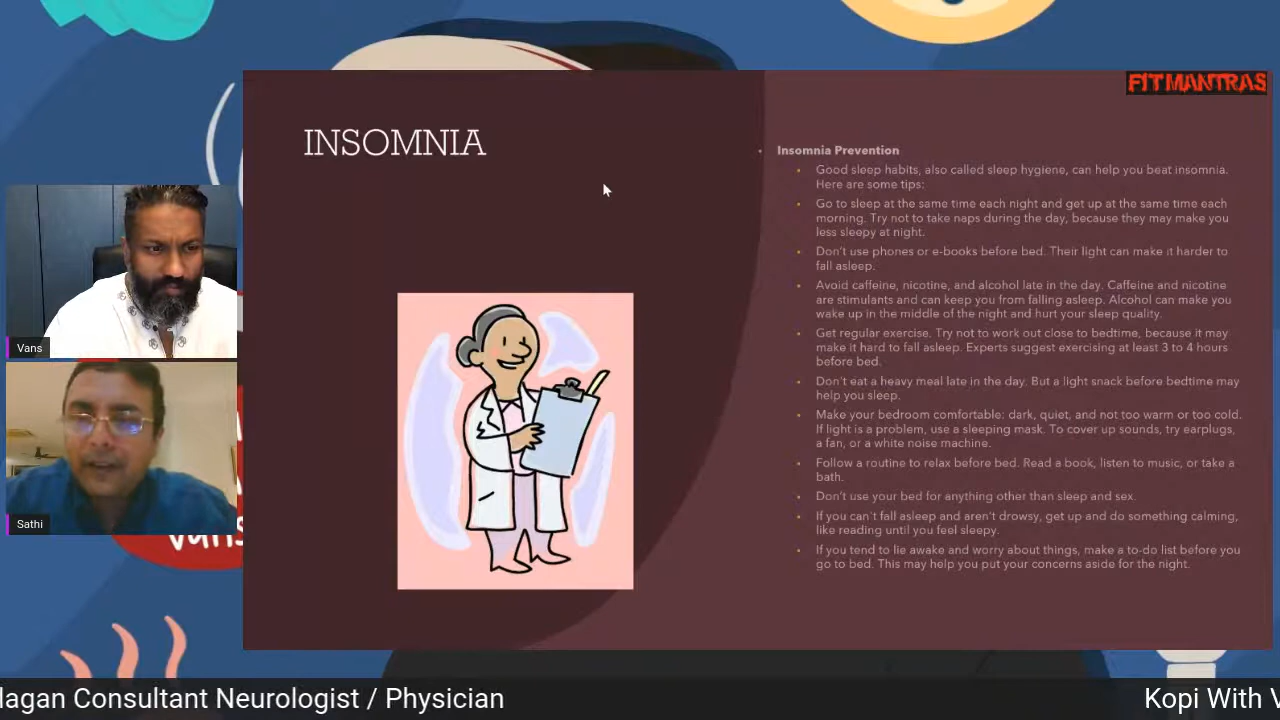 FITMANTRAS
INSOMNIA
Insomnia Prevention
Good sleep habits, also called sleep hygiene, can help you beat insomnia.
Here are some tips:
Go to sleep at the same time each night and get up at the same time each
morning. Try not to take naps during the day, because they may make you
less sleepy at night.
Don't use phones or e-books before bed. Their light can make it harder to
fall asleep.
Avoid caffeine, nicotine, and alcohol late in the day. Caffeine and nicotine
are stimulants and can keep you from falling asleep. Alcohol can make you
wake up in the middle of the night and hurt your sleep quality.
Get regular exercise. Try not to work out close to bedtime, because it may
make it hard to fall asleep. Experts suggest exercising at least 3 to 4 hours
before bed.
Don't eat a heavy meal late in the day. But a light snack before bedtime may
help you sleep.
Make your bedroom comfortable: dark, quiet, and not too warm or too cold.
If light is a problem, use a sleeping mask. To cover up sounds, try earplugs,
a fan, or a white noise machine.
Follow a routine to relax before bed. Read a book, listen to music, or take a
bath.
Don't use your bed for anything other than sleep and sex.
If you can't fall asleep and aren't drowsy, get up and do something calming,
like reading until you feel sleepy.
If you tend to lie awake and worry about things, make a to-do list before you
go to bed. This may help you put your concerns aside for the night.
Vans
Sathi
lagan Consultant Neurologist / Physician
Kopi With V